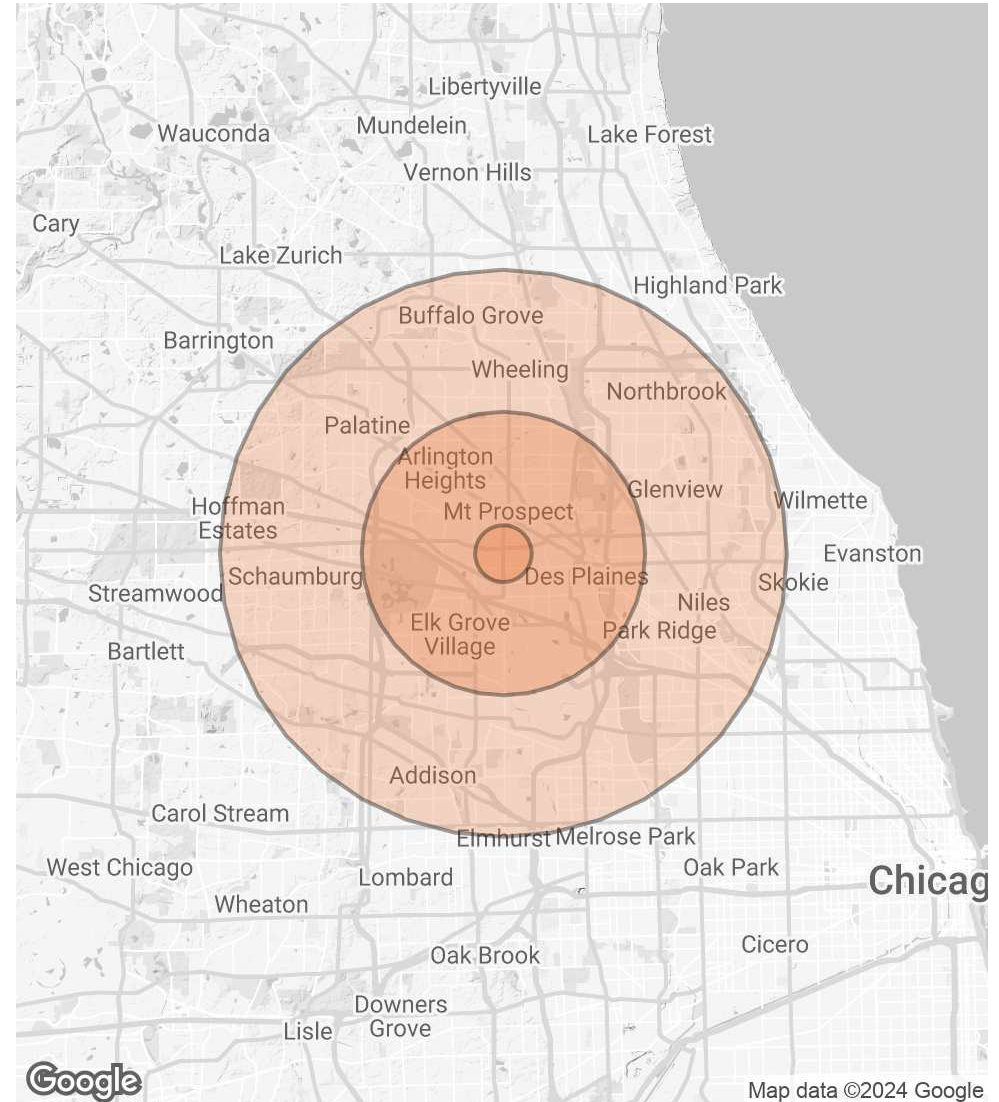 Libertyville
Mundelein
Wauconda
Lake Forest
Vernon Hills
Cary
Lake Zurich
Highland Park
Buffalo Grove
Barrington
Wheeling
Northbrook
Palatine
Arlington
Heights
Glenview
Wilmette
Hoffman
Estates
Mt Prospect
Evanston
Schaumburg
Des Plaines
Skokie
Streamwood
Niles
Elk Grove
Village
Park Ridge
Bartlett
Addison
Carol Stream
Elmhurst
Melrose Park
West Chicago
Lombard
Oak Park
Chicag
Wheaton
Cicero
Oak Brook
Downers
Grove
Lisle
Google
Map data ©2024 Google